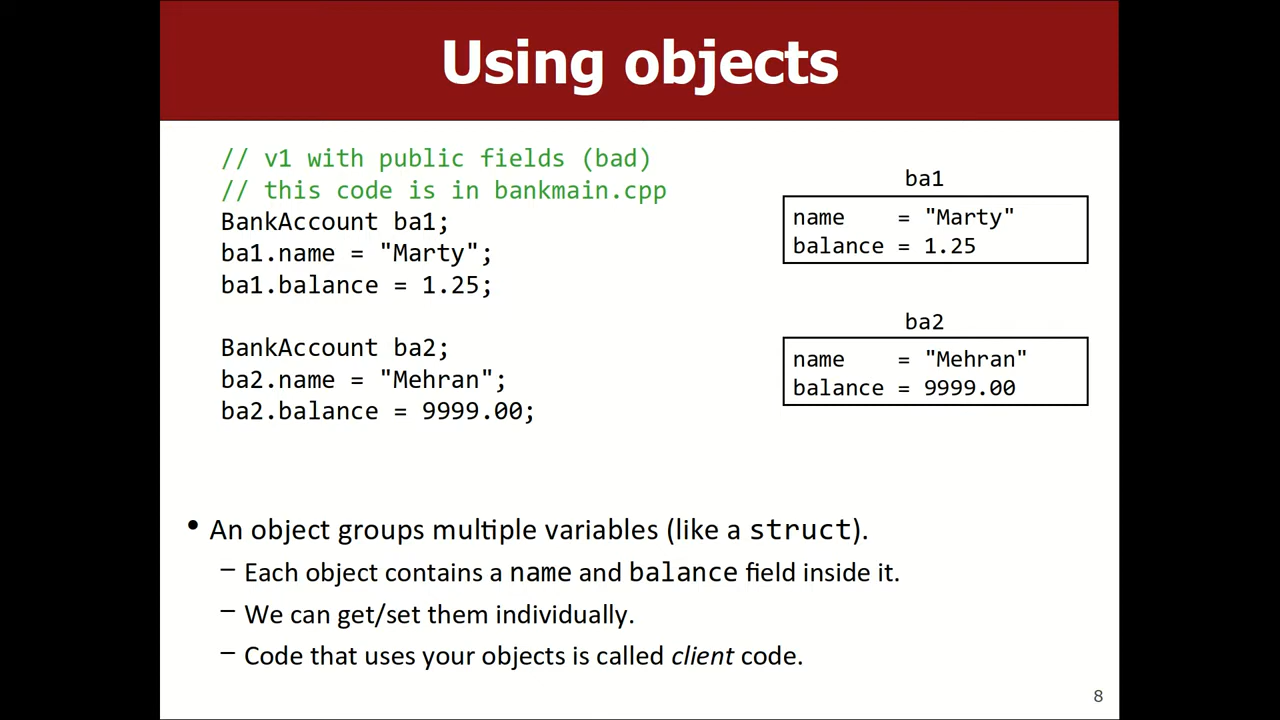 Using objects
// v1 with public fields (bad)
// this code is in bankmain.cpp
BankAccount ba1;
ba1.name = "Marty";
ba1.balance = 1.25;
BankAccount ba2;
ba2.name = "Mehran";
ba2.balance = 9999.00;
ba1
name    = "Marty"
balance = 1.25
ba2
name    = "Mehran"
balance = 9999.00
• An object groups multiple variables (like a struct).
– Each object contains a name and balance field inside it.
– We can get/set them individually.
– Code that uses your objects is called client code.
8